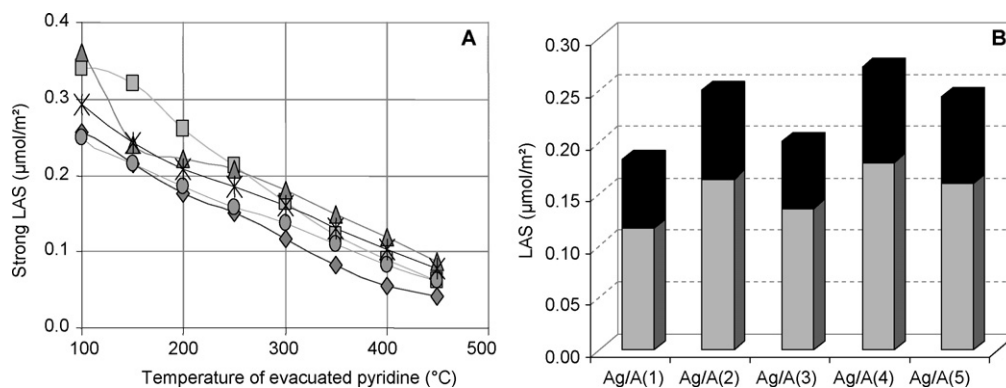 A
0.4
0.3
0.2
0.1
0.0
Strong LAS (µmol/m²)
100 200 300 400 500
Temperature of evacuated pyridine (°C)
B
0.30
0.25
0.20
0.15
0.10
0.05
0.00
LAS (µmol/m²)
Ag/A(1) Ag/A(2) Ag/A(3) Ag/A(4) Ag/A(5)